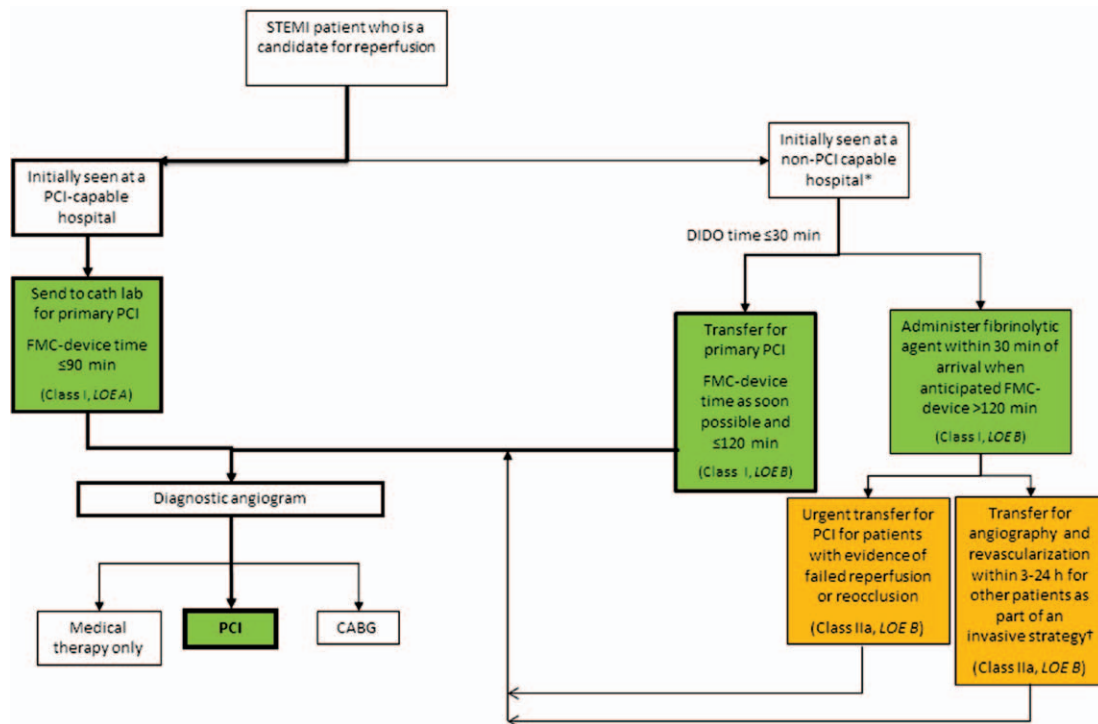 STEMI patient who is a
candidate for reperfusion
Initially seen at a
PCI-capable
hospital
Initially seen at a
non-PCI capable
hospital*
DIDO time ≤30 min
Send to cath lab
for primary PCI
FMC-device time
≤90 min
(Class I, LOE A)
Transfer for
primary PCI
FMC-device
time as soon as
possible and
≤120 min
(Class I, LOE B)
Administer fibrinolytic
agent within 30 min of
arrival when
anticipated FMC-
device >120 min
(Class I, LOE B)
Diagnostic angiogram
Medical
therapy only
PCI
CABG
Urgent transfer for
PCI for patients
with evidence of
failed reperfusion
or reocclusion
(Class IIa, LOE B)
Transfer for
angiography and
revascularization
within 3-24 h for
other patients as
part of an
invasive strategy†
(Class IIa, LOE B)